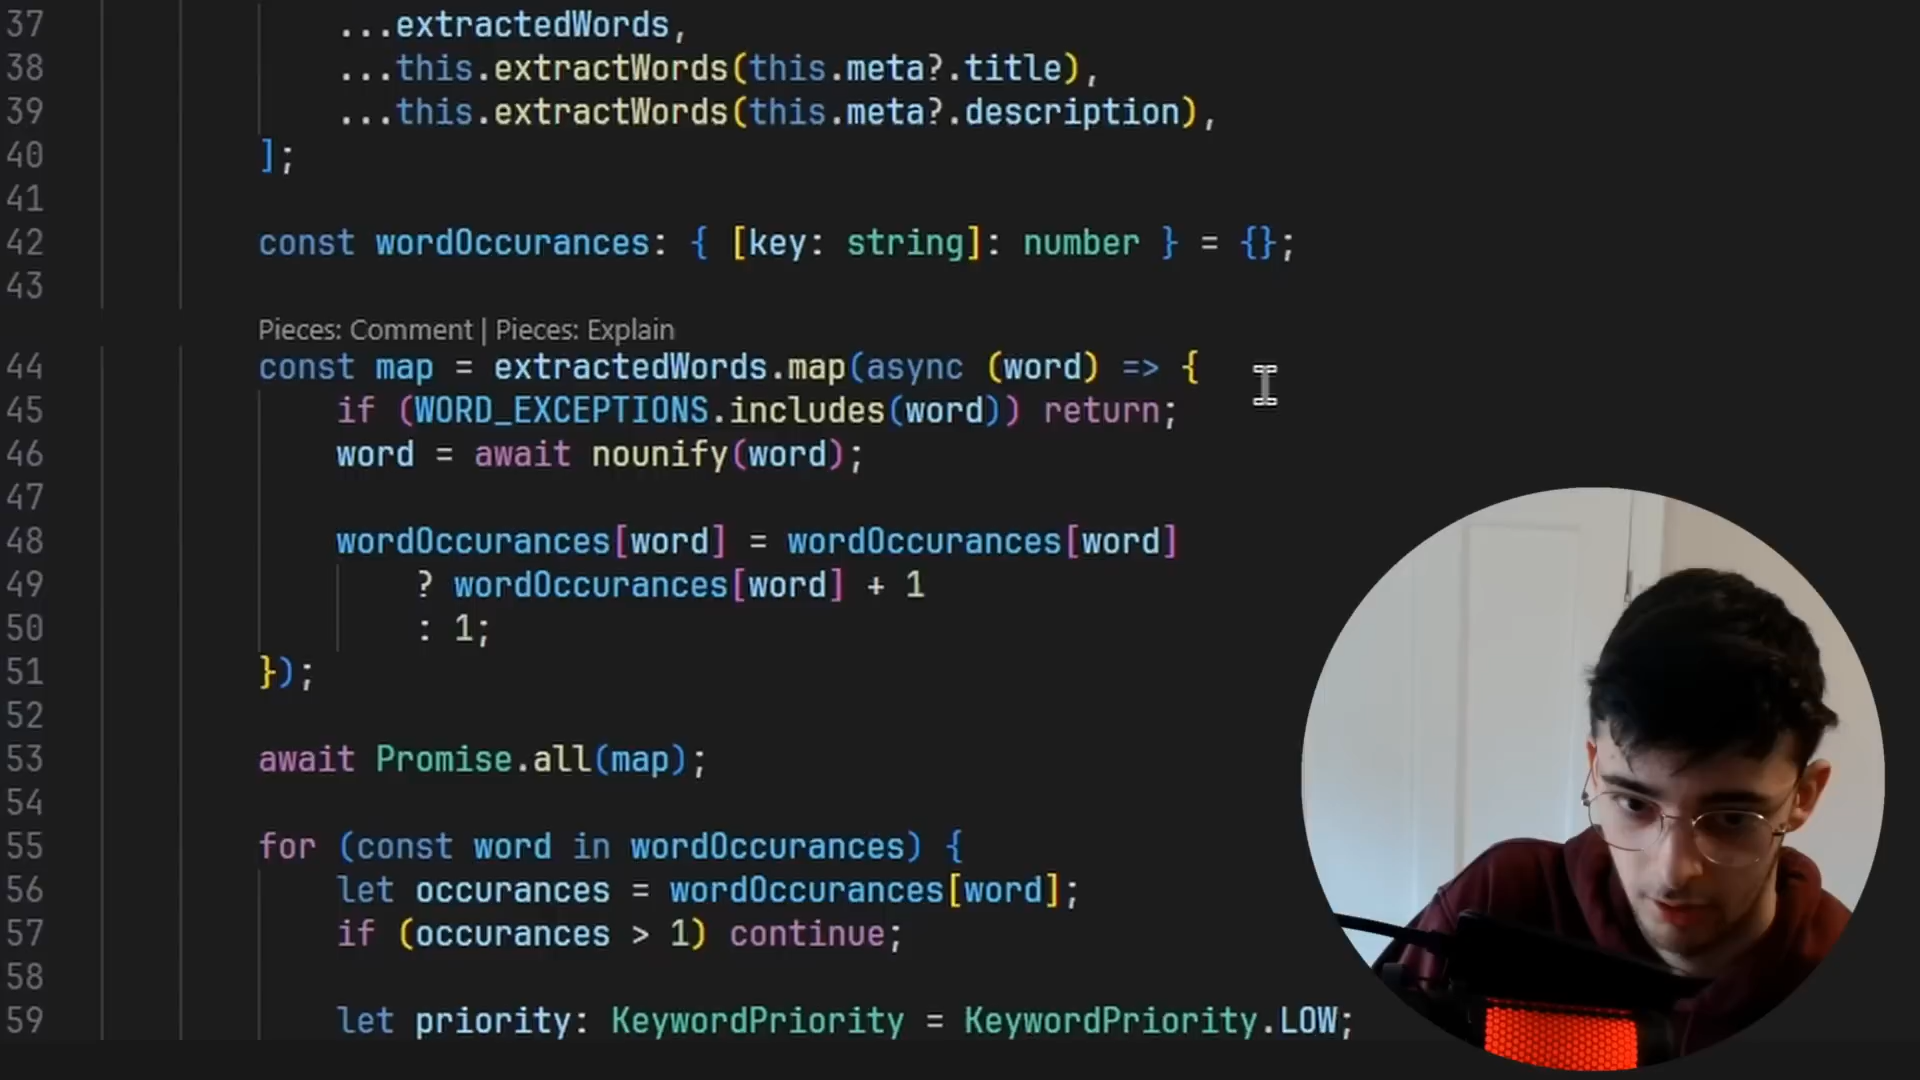 37 ...extractedWords,
38 ...this.extractWords(this.meta?.title),
39 ...this.extractWords(this.meta?.description),
40 ];
41
42 const wordOccurances: { [key: string]: number } = {};
43
Pieces: Comment | Pieces: Explain
44 const map = extractedWords.map(async (word) => {
45 if (WORD_EXCEPTIONS.includes(word)) return;
46 word = await nounify(word);
47
48 wordOccurances[word] = wordOccurances[word]
49 ? wordOccurances[word] + 1
50 : 1;
51 });
52
53 await Promise.all(map);
54
55 for (const word in wordOccurances) {
56 let occurances = wordOccurances[word];
57 if (occurances > 1) continue;
58
59 let priority: KeywordPriority = KeywordPriority.LOW;